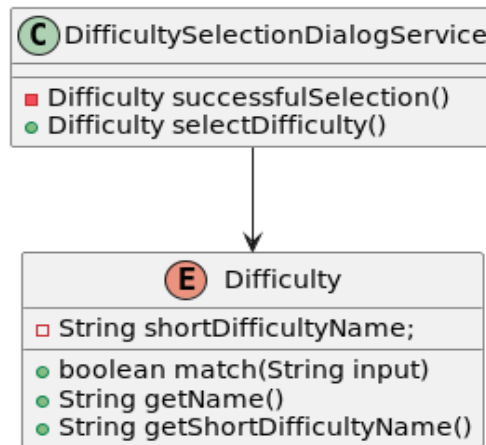 C DifficultySelectionDialogService
Difficulty successfulSelection()
Difficulty selectDifficulty()
E Difficulty
String shortDifficultyName;
boolean match(String input)
String getName()
String getShortDifficultyName()